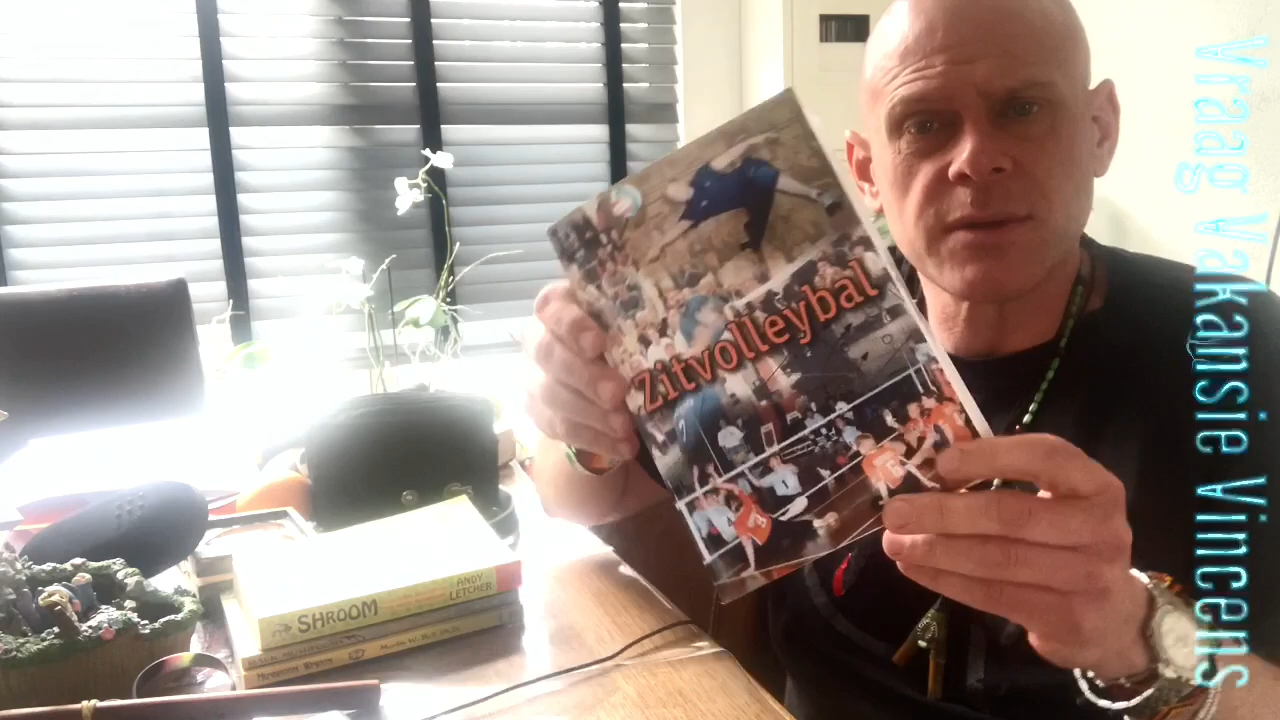 Zitvolleybal
SHROOM
ANDY
LETCHER
Vraag Vakansie Vincens